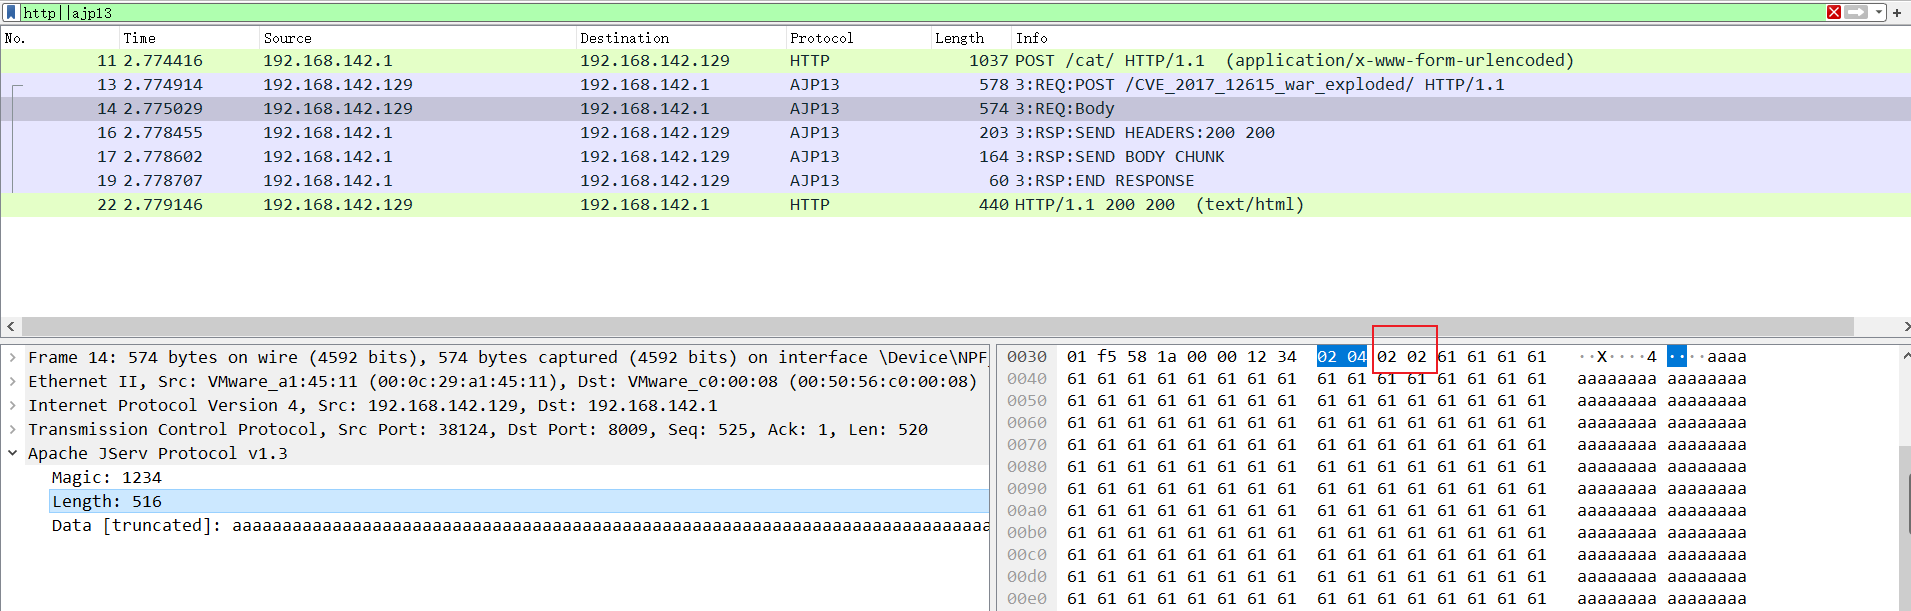 http||ajp13
No. Time Source Destination Protocol Length Info
11 2.774416 192.168.142.1 192.168.142.129 HTTP 1037 POST /cat/ HTTP/1.1 (application/x-www-form-urlencoded)
13 2.774914 192.168.142.129 192.168.142.1 AJP13 578 3:REQ:POST /CVE_2017_12615_war_exploded/ HTTP/1.1
14 2.775029 192.168.142.129 192.168.142.1 AJP13 574 3:REQ:Body
16 2.778455 192.168.142.1 192.168.142.129 AJP13 203 3:RSP:SEND HEADERS:200 200
17 2.778602 192.168.142.1 192.168.142.129 AJP13 164 3:RSP:SEND BODY CHUNK
19 2.778707 192.168.142.1 192.168.142.129 AJP13 60 3:RSP:END RESPONSE
22 2.779146 192.168.142.129 192.168.142.1 HTTP 440 HTTP/1.1 200 200 (text/html)
Frame 14: 574 bytes on wire (4592 bits), 574 bytes captured (4592 bits) on interface \Device\NPF_
Ethernet II, Src: VMware_a1:45:11 (00:0c:29:a1:45:11), Dst: VMware_c0:00:08 (00:50:56:c0:00:08)
Internet Protocol Version 4, Src: 192.168.142.129, Dst: 192.168.142.1
Transmission Control Protocol, Src Port: 38124, Dst Port: 8009, Seq: 525, Ack: 1, Len: 520
Apache JServ Protocol v1.3
Magic: 1234
Length: 516
Data [truncated]: aaaaaaaaaaaaaaaaaaaaaaaaaaaaaaaaaaaaaaaaaaaaaaaaaaaaaaaaaaaaaaaaaaaaaaaaaaaa
0030 01 f5 58 1a 00 00 12 34 02 04 02 02 61 61 61 61 ··X····4 ····aaaa
0040 61 61 61 61 61 61 61 61 61 61 61 61 61 61 61 61 aaaaaaaa aaaaaaaa
0050 61 61 61 61 61 61 61 61 61 61 61 61 61 61 61 61 aaaaaaaa aaaaaaaa
0060 61 61 61 61 61 61 61 61 61 61 61 61 61 61 61 61 aaaaaaaa aaaaaaaa
0070 61 61 61 61 61 61 61 61 61 61 61 61 61 61 61 61 aaaaaaaa aaaaaaaa
0080 61 61 61 61 61 61 61 61 61 61 61 61 61 61 61 61 aaaaaaaa aaaaaaaa
0090 61 61 61 61 61 61 61 61 61 61 61 61 61 61 61 61 aaaaaaaa aaaaaaaa
00a0 61 61 61 61 61 61 61 61 61 61 61 61 61 61 61 61 aaaaaaaa aaaaaaaa
00b0 61 61 61 61 61 61 61 61 61 61 61 61 61 61 61 61 aaaaaaaa aaaaaaaa
00c0 61 61 61 61 61 61 61 61 61 61 61 61 61 61 61 61 aaaaaaaa aaaaaaaa
00d0 61 61 61 61 61 61 61 61 61 61 61 61 61 61 61 61 aaaaaaaa aaaaaaaa
00e0 61 61 61 61 61 61 61 61 61 61 61 61 61 61 61 61 aaaaaaaa aaaaaaaa